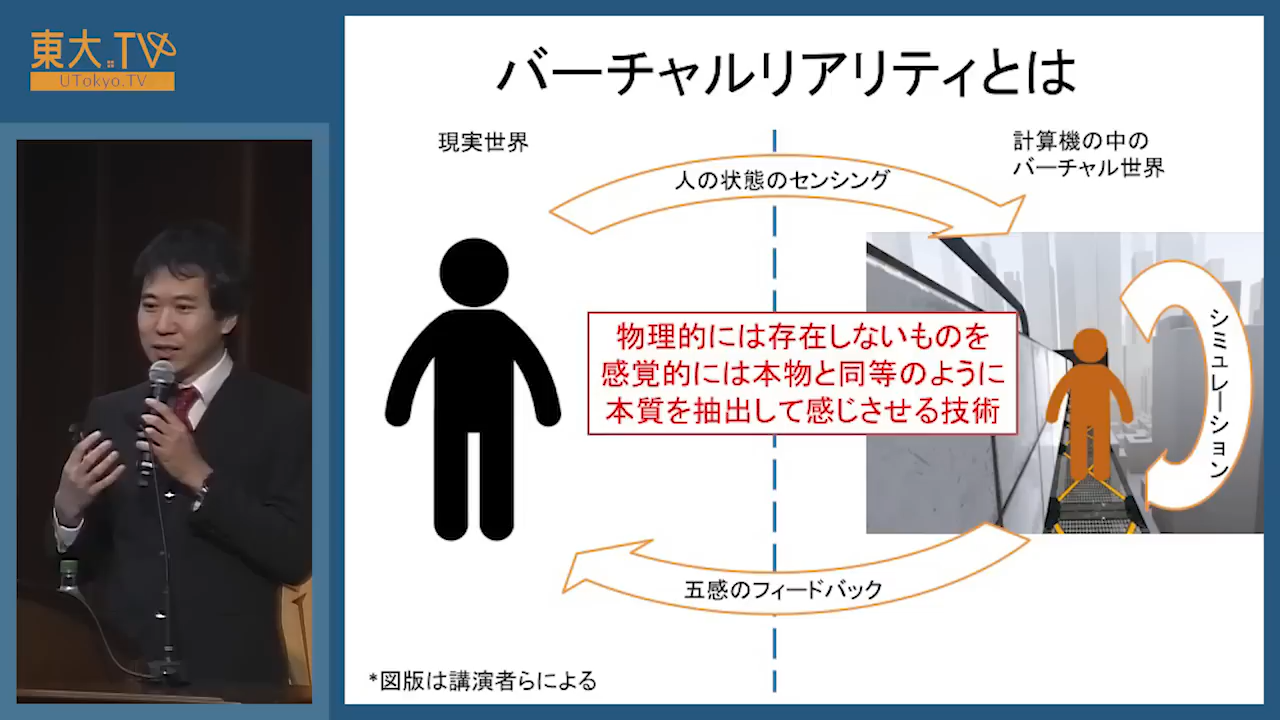 東大.TV
UTokyo.TV
バーチャルリアリティとは
現実世界
計算機の中の
バーチャル世界
人の状態のセンシング
物理的には存在しないものを
感覚的には本物と同等のように
本質を抽出して感じさせる技術
シミュレーション
五感のフィードバック
*図版は講演者らによる